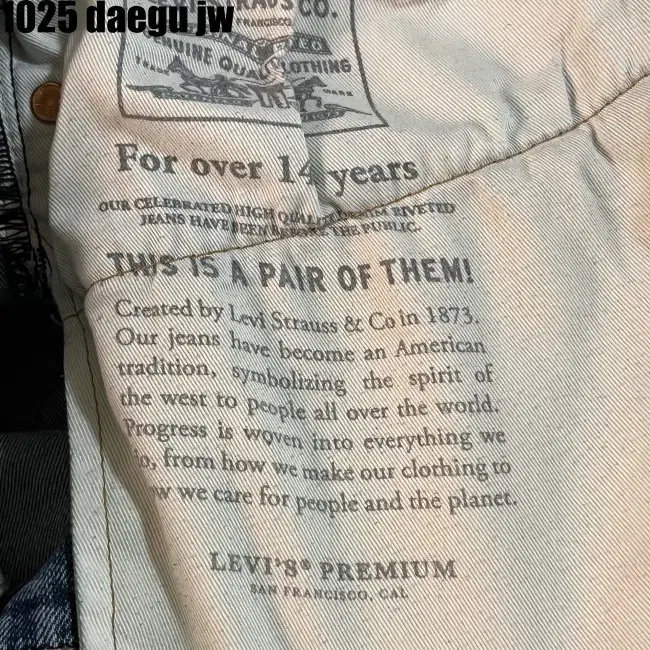 1025 daegu jw
CO.
FRANCISCO
QUAL CLOTHING
TRADE MARK
For over 14 years
OUR CELEBRATED HIGH QUALITY DENIM RIVETED
JEANS HAVE BEEN BEFORE THE PUBLIC.
THIS IS A PAIR OF THEM!
Created by Levi Strauss & Co in 1873.
Our jeans have become an American
tradition, symbolizing the spirit of
the west to people all over the world.
Progress is woven into everything we
do, from how we make our clothing to
w we care for people and the planet.
LEVI'S® PREMIUM
SAN FRANCISCO, CAL